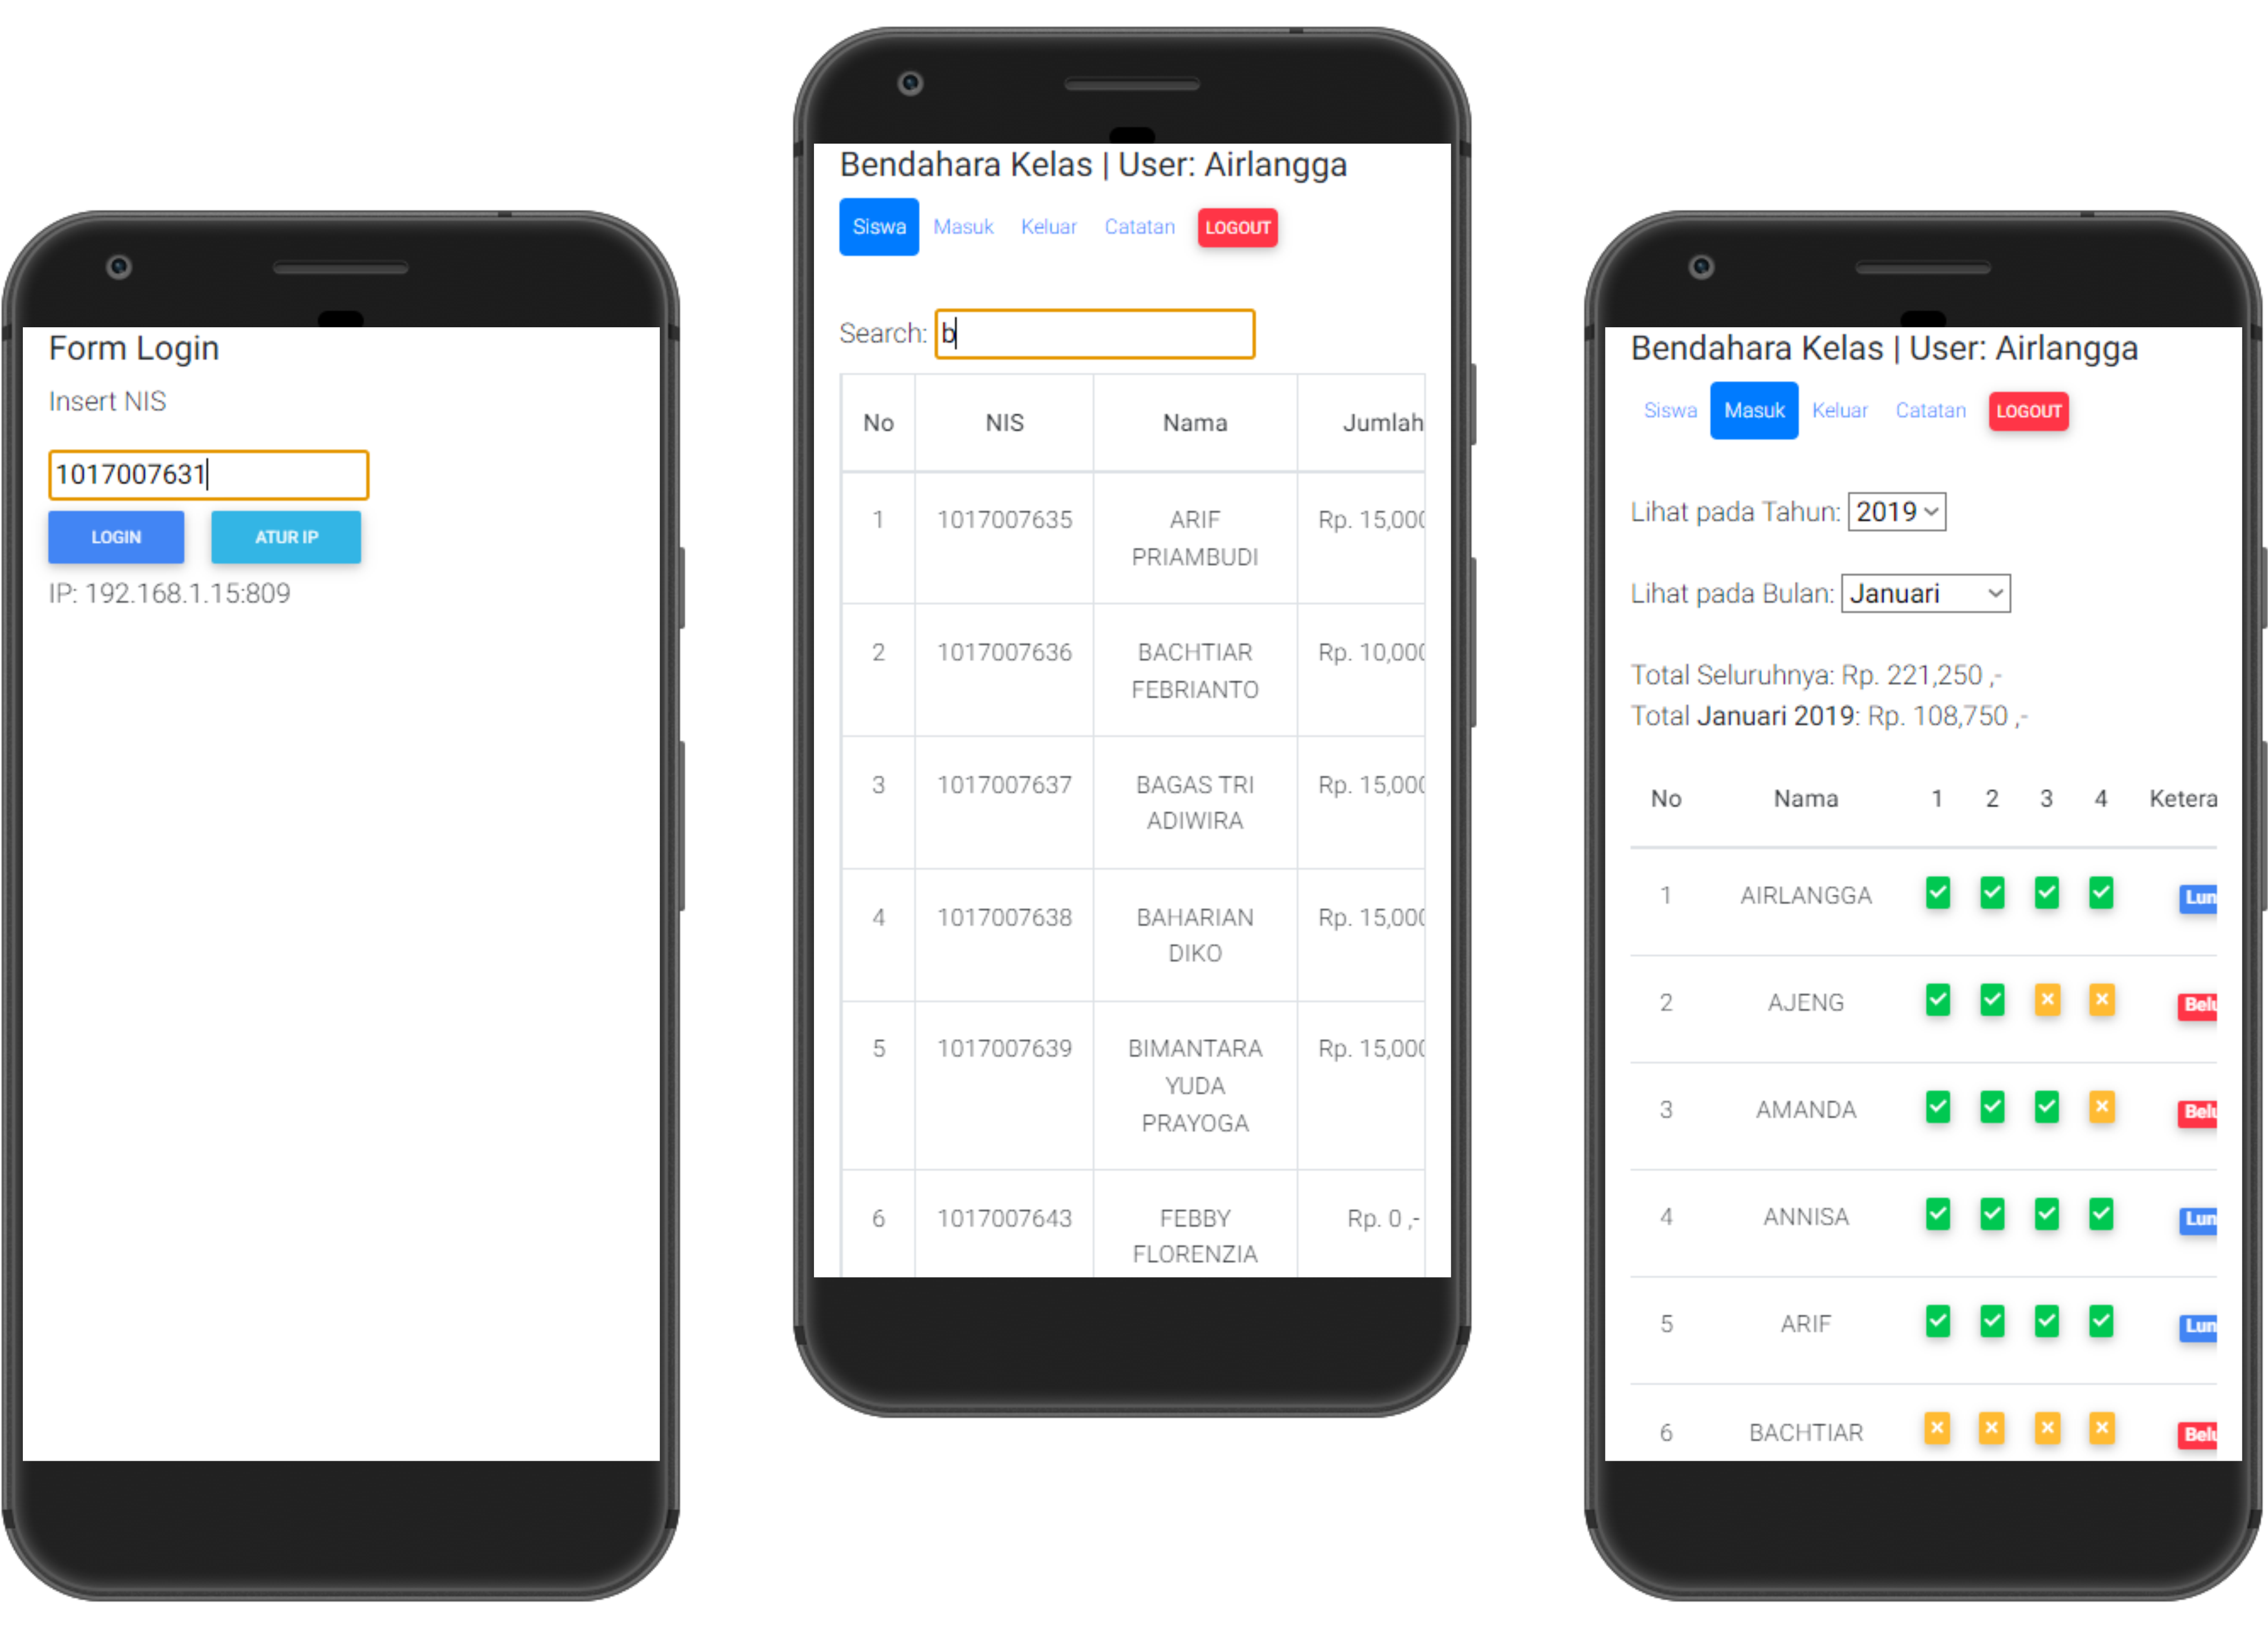 Form Login
Insert NIS
1017007631
LOGIN ATUR IP
IP: 192.168.1.15:809
Bendahara Kelas | User: Airlangga
Siswa Masuk Keluar Catatan LOGOUT
Search: b
No NIS Nama Jumlah
1 1017007635 ARIF Rp. 15,000
PRIAMBUDI
2 1017007636 BACHTIAR Rp. 10,000
FEBRIANTO
3 1017007637 BAGAS TRI Rp. 15,000
ADIWIRA
4 1017007638 BAHARIAN Rp. 15,000
DIKO
5 1017007639 BIMANTARA Rp. 15,000
YUDA
PRAYOGA
6 1017007643 FEBBY Rp. 0 ,-
FLORENZIA
Bendahara Kelas | User: Airlangga
Siswa Masuk Keluar Catatan LOGOUT
Lihat pada Tahun: 2019
Lihat pada Bulan: Januari
Total Seluruhnya: Rp. 221,250 ,-
Total Januari 2019: Rp. 108,750 ,-
No Nama 1 2 3 4 Ketera
1 AIRLANGGA Lun
2 AJENG Belu
3 AMANDA Belu
4 ANNISA Lun
5 ARIF Lun
6 BACHTIAR Belu